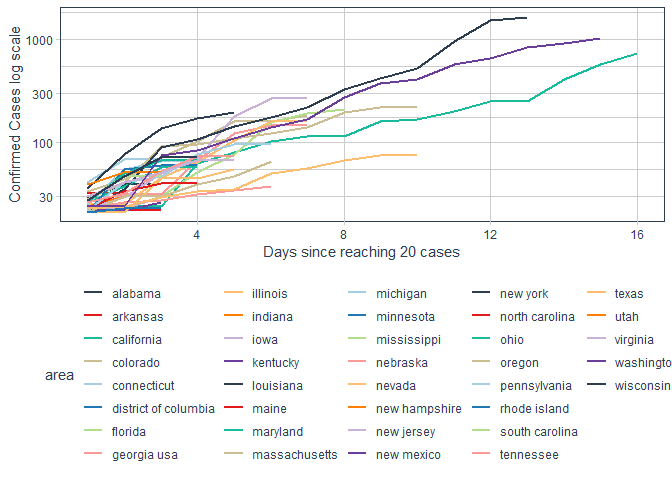 Confirmed Cases log scale
1000
300
100
30
4
8
12
16
Days since reaching 20 cases
area
alabama
illinois
michigan
new york
texas
arkansas
indiana
minnesota
north carolina
utah
california
iowa
mississippi
ohio
virginia
colorado
kentucky
nebraska
oregon
washingto
connecticut
louisiana
nevada
pennsylvania
wisconsin
district of columbia
maine
new hampshire
rhode island
florida
maryland
new jersey
south carolina
georgia usa
massachusetts
new mexico
tennessee